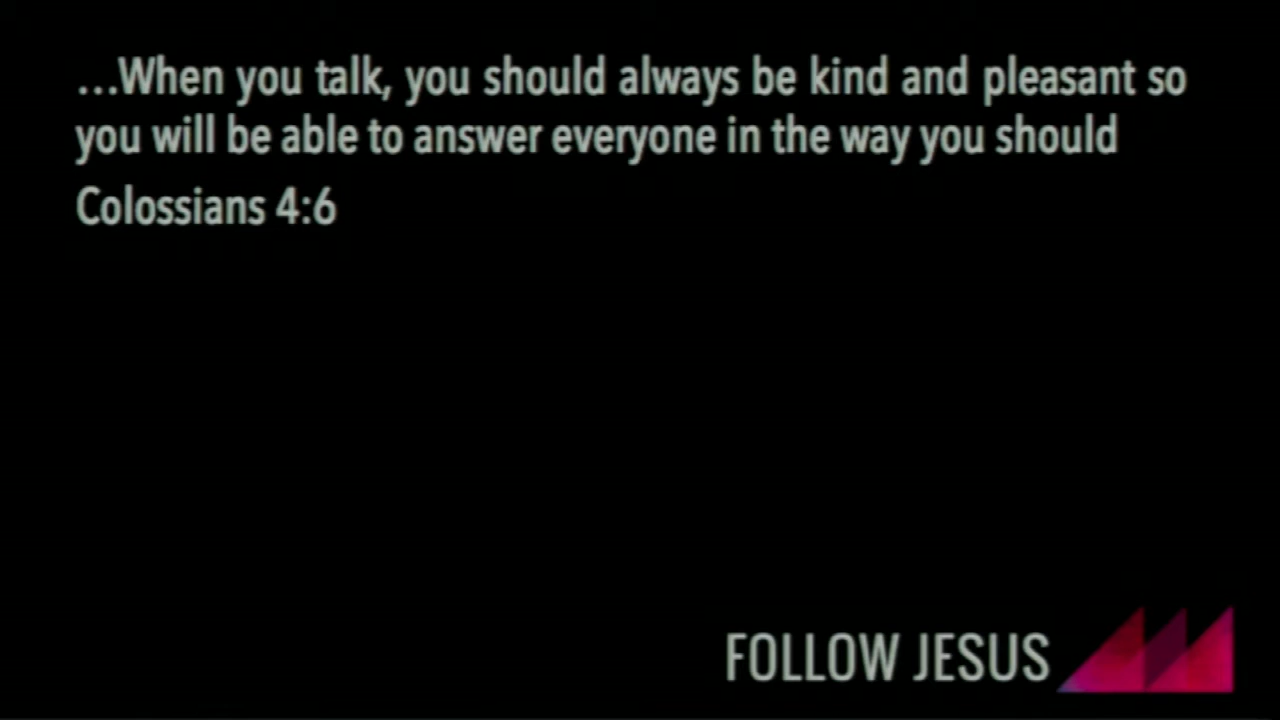 ...When you talk, you should always be kind and pleasant so
you will be able to answer everyone in the way you should
Colossians 4:6
FOLLOW JESUS